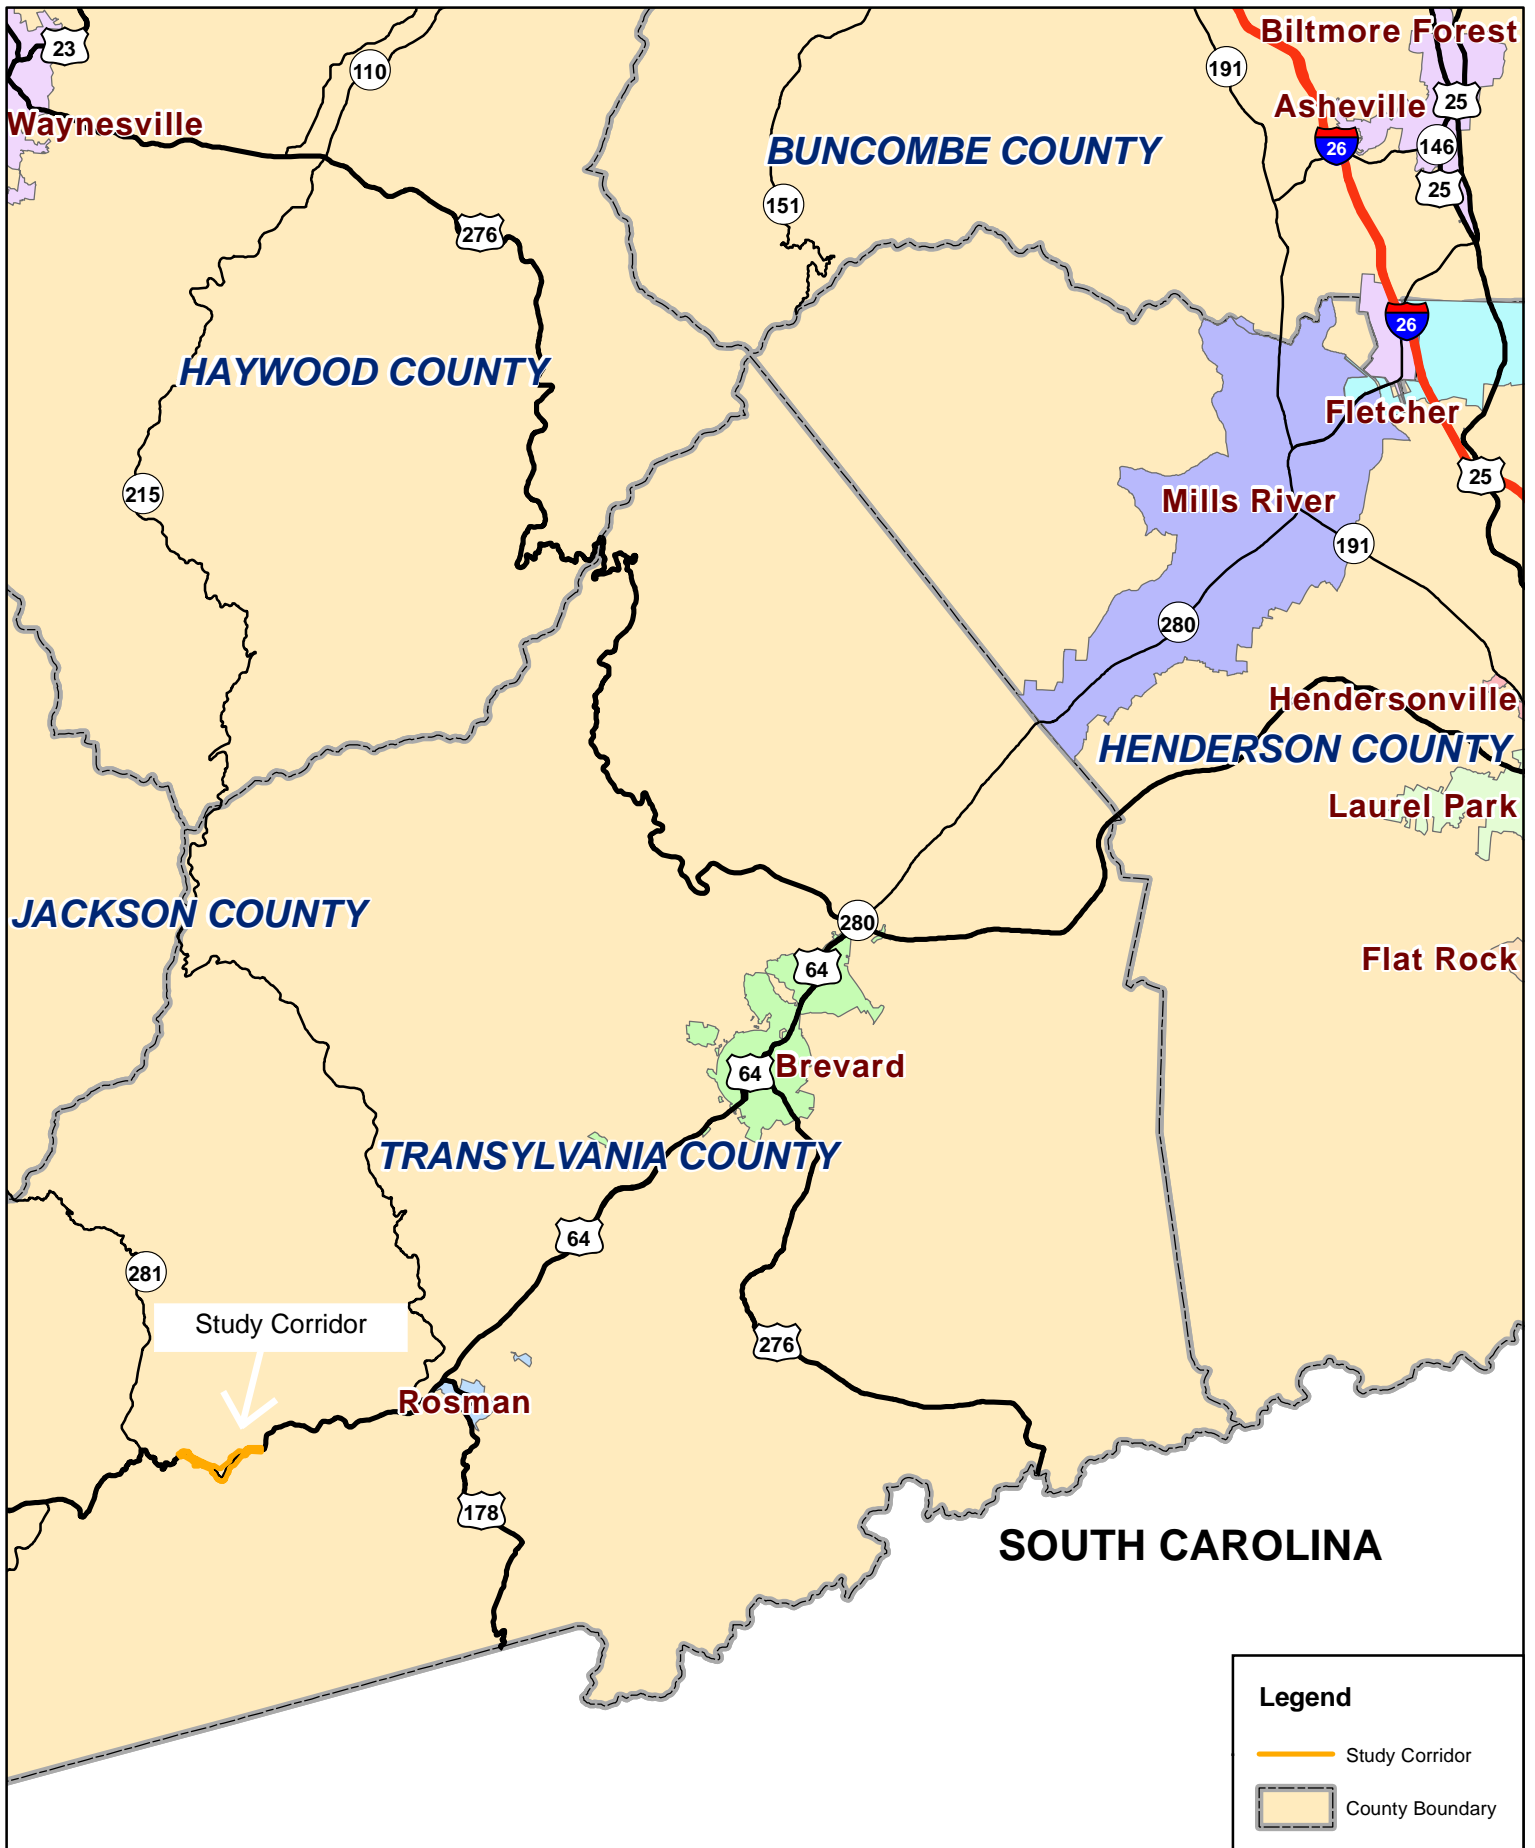 Biltmore Forest
23
110
191
25
Asheville
Waynesville
26
146
BUNCOMBE COUNTY
25
151
276
26
HAYWOOD COUNTY
Fletcher
25
215
Mills River
191
280
Hendersonville
HENDERSON COUNTY
Laurel Park
JACKSON COUNTY
280
Flat Rock
64
Brevard
64
TRANSYLVANIA COUNTY
64
281
Study Corridor
276
Rosman
178
SOUTH CAROLINA
Legend
Study Corridor
County Boundary